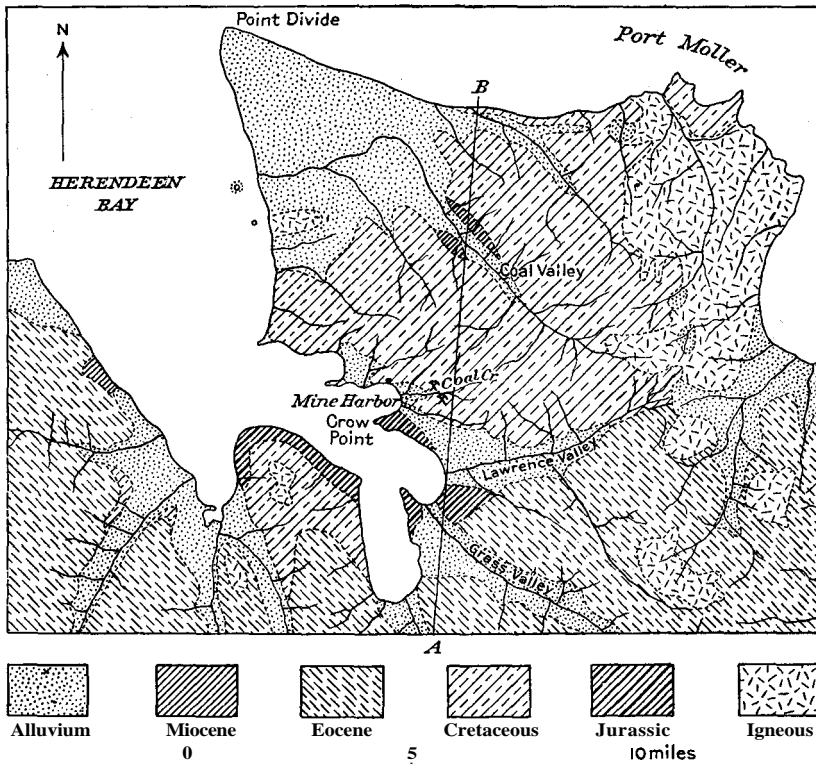 Point Divide
N
Port Moller
B
HERENDEEN
BAY
Coal Valley
Coal Cr.
Mine Harbor
Crow
Point
Lawrence Valley
Grass Valley
A
Alluvium Miocene Eocene Cretaceous Jurassic Igneous
0 5 10 miles